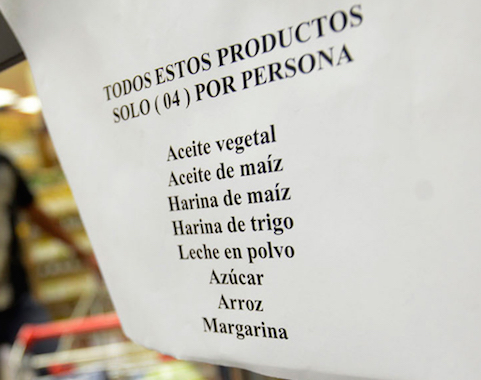 TODOS ESTOS PRODUCTOS
SOLO ( 04 ) POR PERSONA
Aceite vegetal
Aceite de maíz
Harina de maíz
Harina de trigo
Leche en polvo
Azúcar
Arroz
Margarina